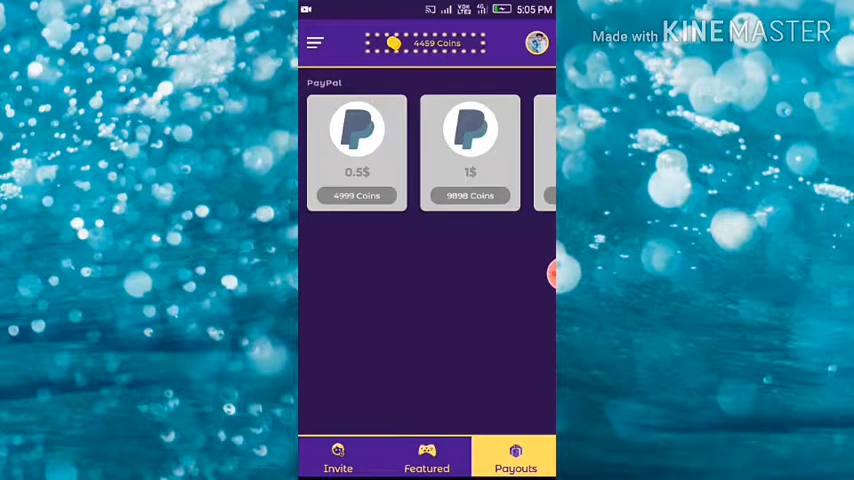 5:05 PM
Made with KINEMASTER
4459 Coins
PayPal
0.5$
1$
4999 Coins
9898 Coins
Invite
Featured
Payouts